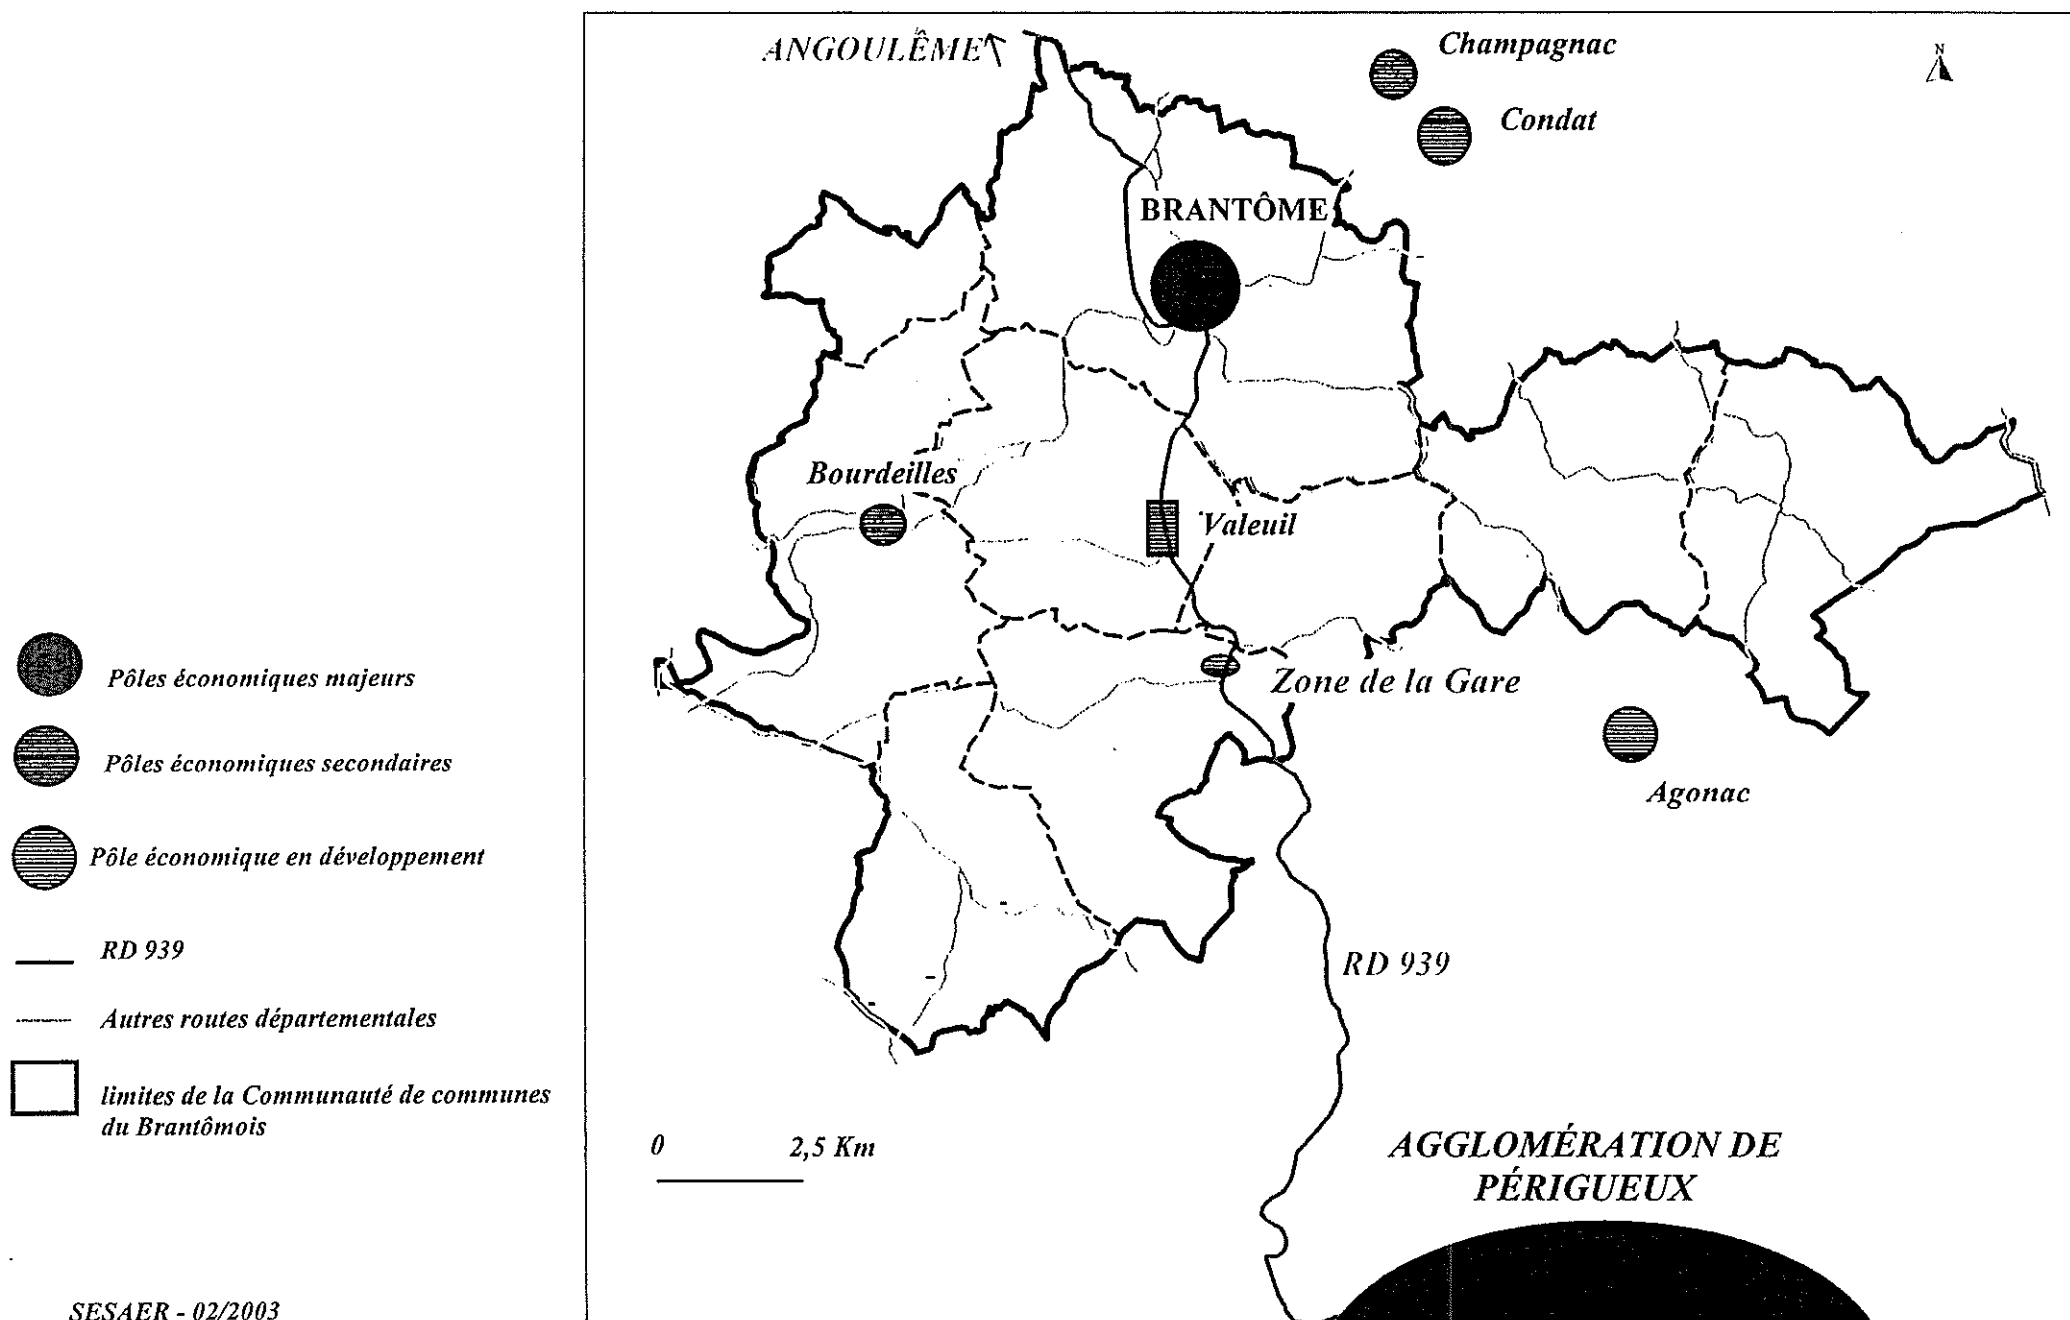 ANGOULÊME
Champagnac
N
Condat
BRANTÔME
Bourdeilles
Valeuil
Zone de la Gare
Agonac
RD 939
0 2,5 Km
AGGLOMÉRATION DE
PÉRIGUEUX
Pôles économiques majeurs
Pôles économiques secondaires
Pôle économique en développement
RD 939
Autres routes départementales
limites de la Communauté de communes
du Brantômois
SESAER - 02/2003